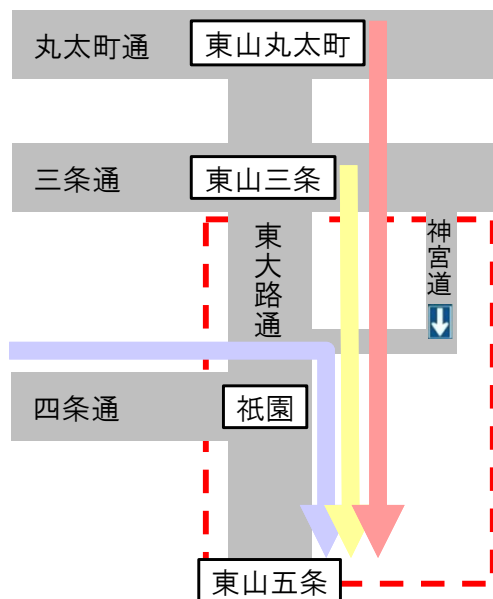 丸太町通
東山丸太町
三条通
東山三条
東大路通
神宮道
四条通
祇園
東山五条